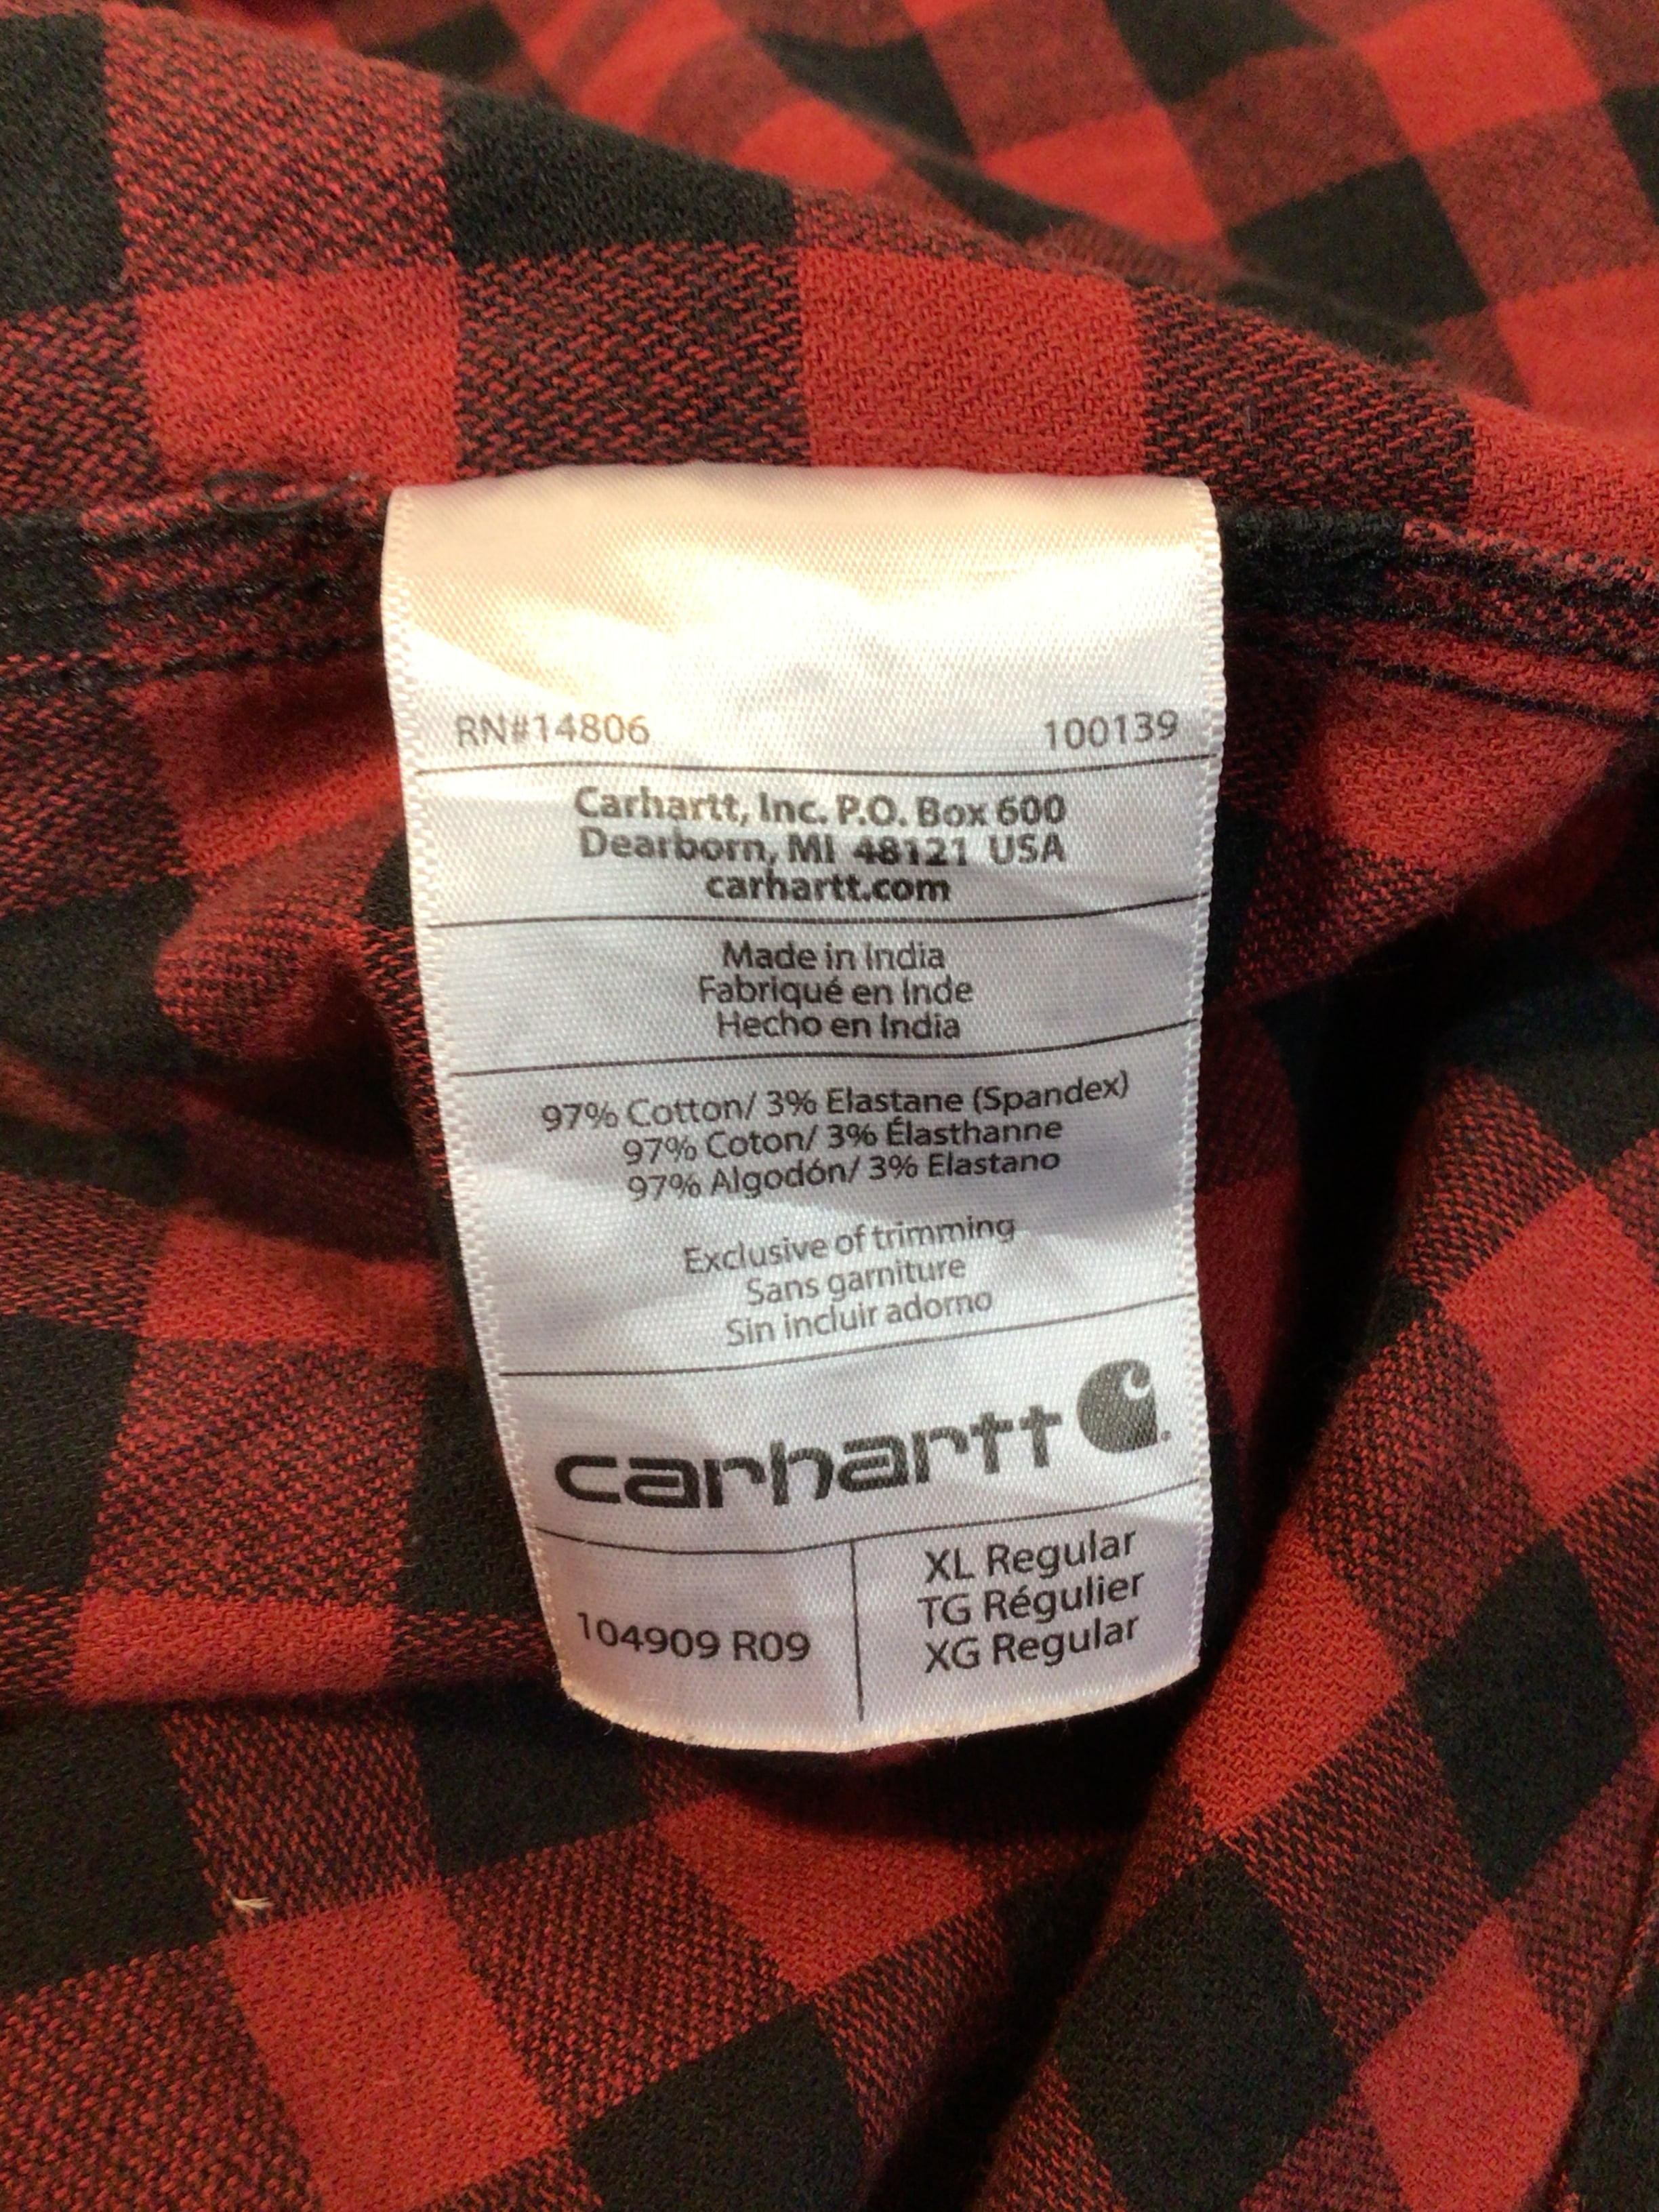 RN#14806 100139
Carhartt, Inc. P.O. Box 600
Dearborn, MI 48121 USA
carhartt.com
Made in India
Fabriqué en Inde
Hecho en India
97% Cotton/ 3% Elastane (Spandex)
97% Coton/ 3% Élasthanne
97% Algodón/ 3% Elastano
Exclusive of trimming
Sans garniture
Sin incluir adorno
carhartt
104909 R09
XL Regular
TG Régulier
XG Regular